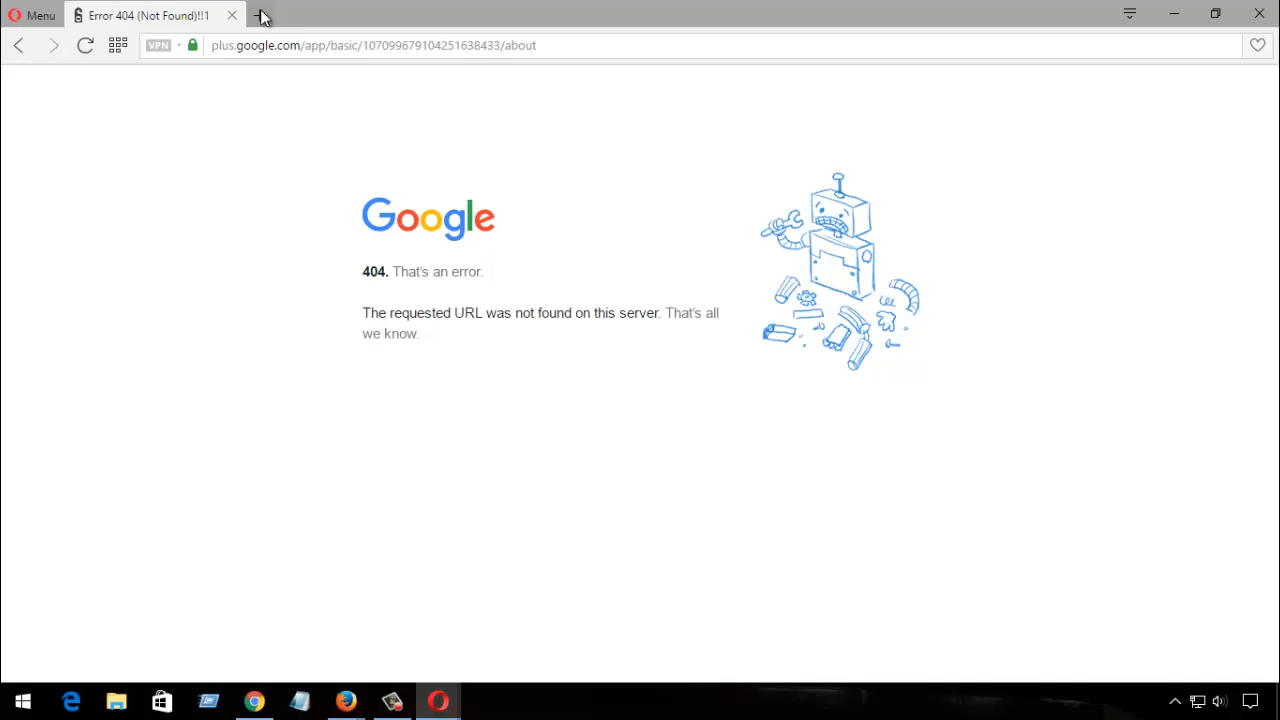 Menu
Error 404 (Not Found)!!1
VPN
plus.google.com/app/basic/107099679104251638433/about
Google
404. That's an error.
The requested URL was not found on this server. That's all
we know.